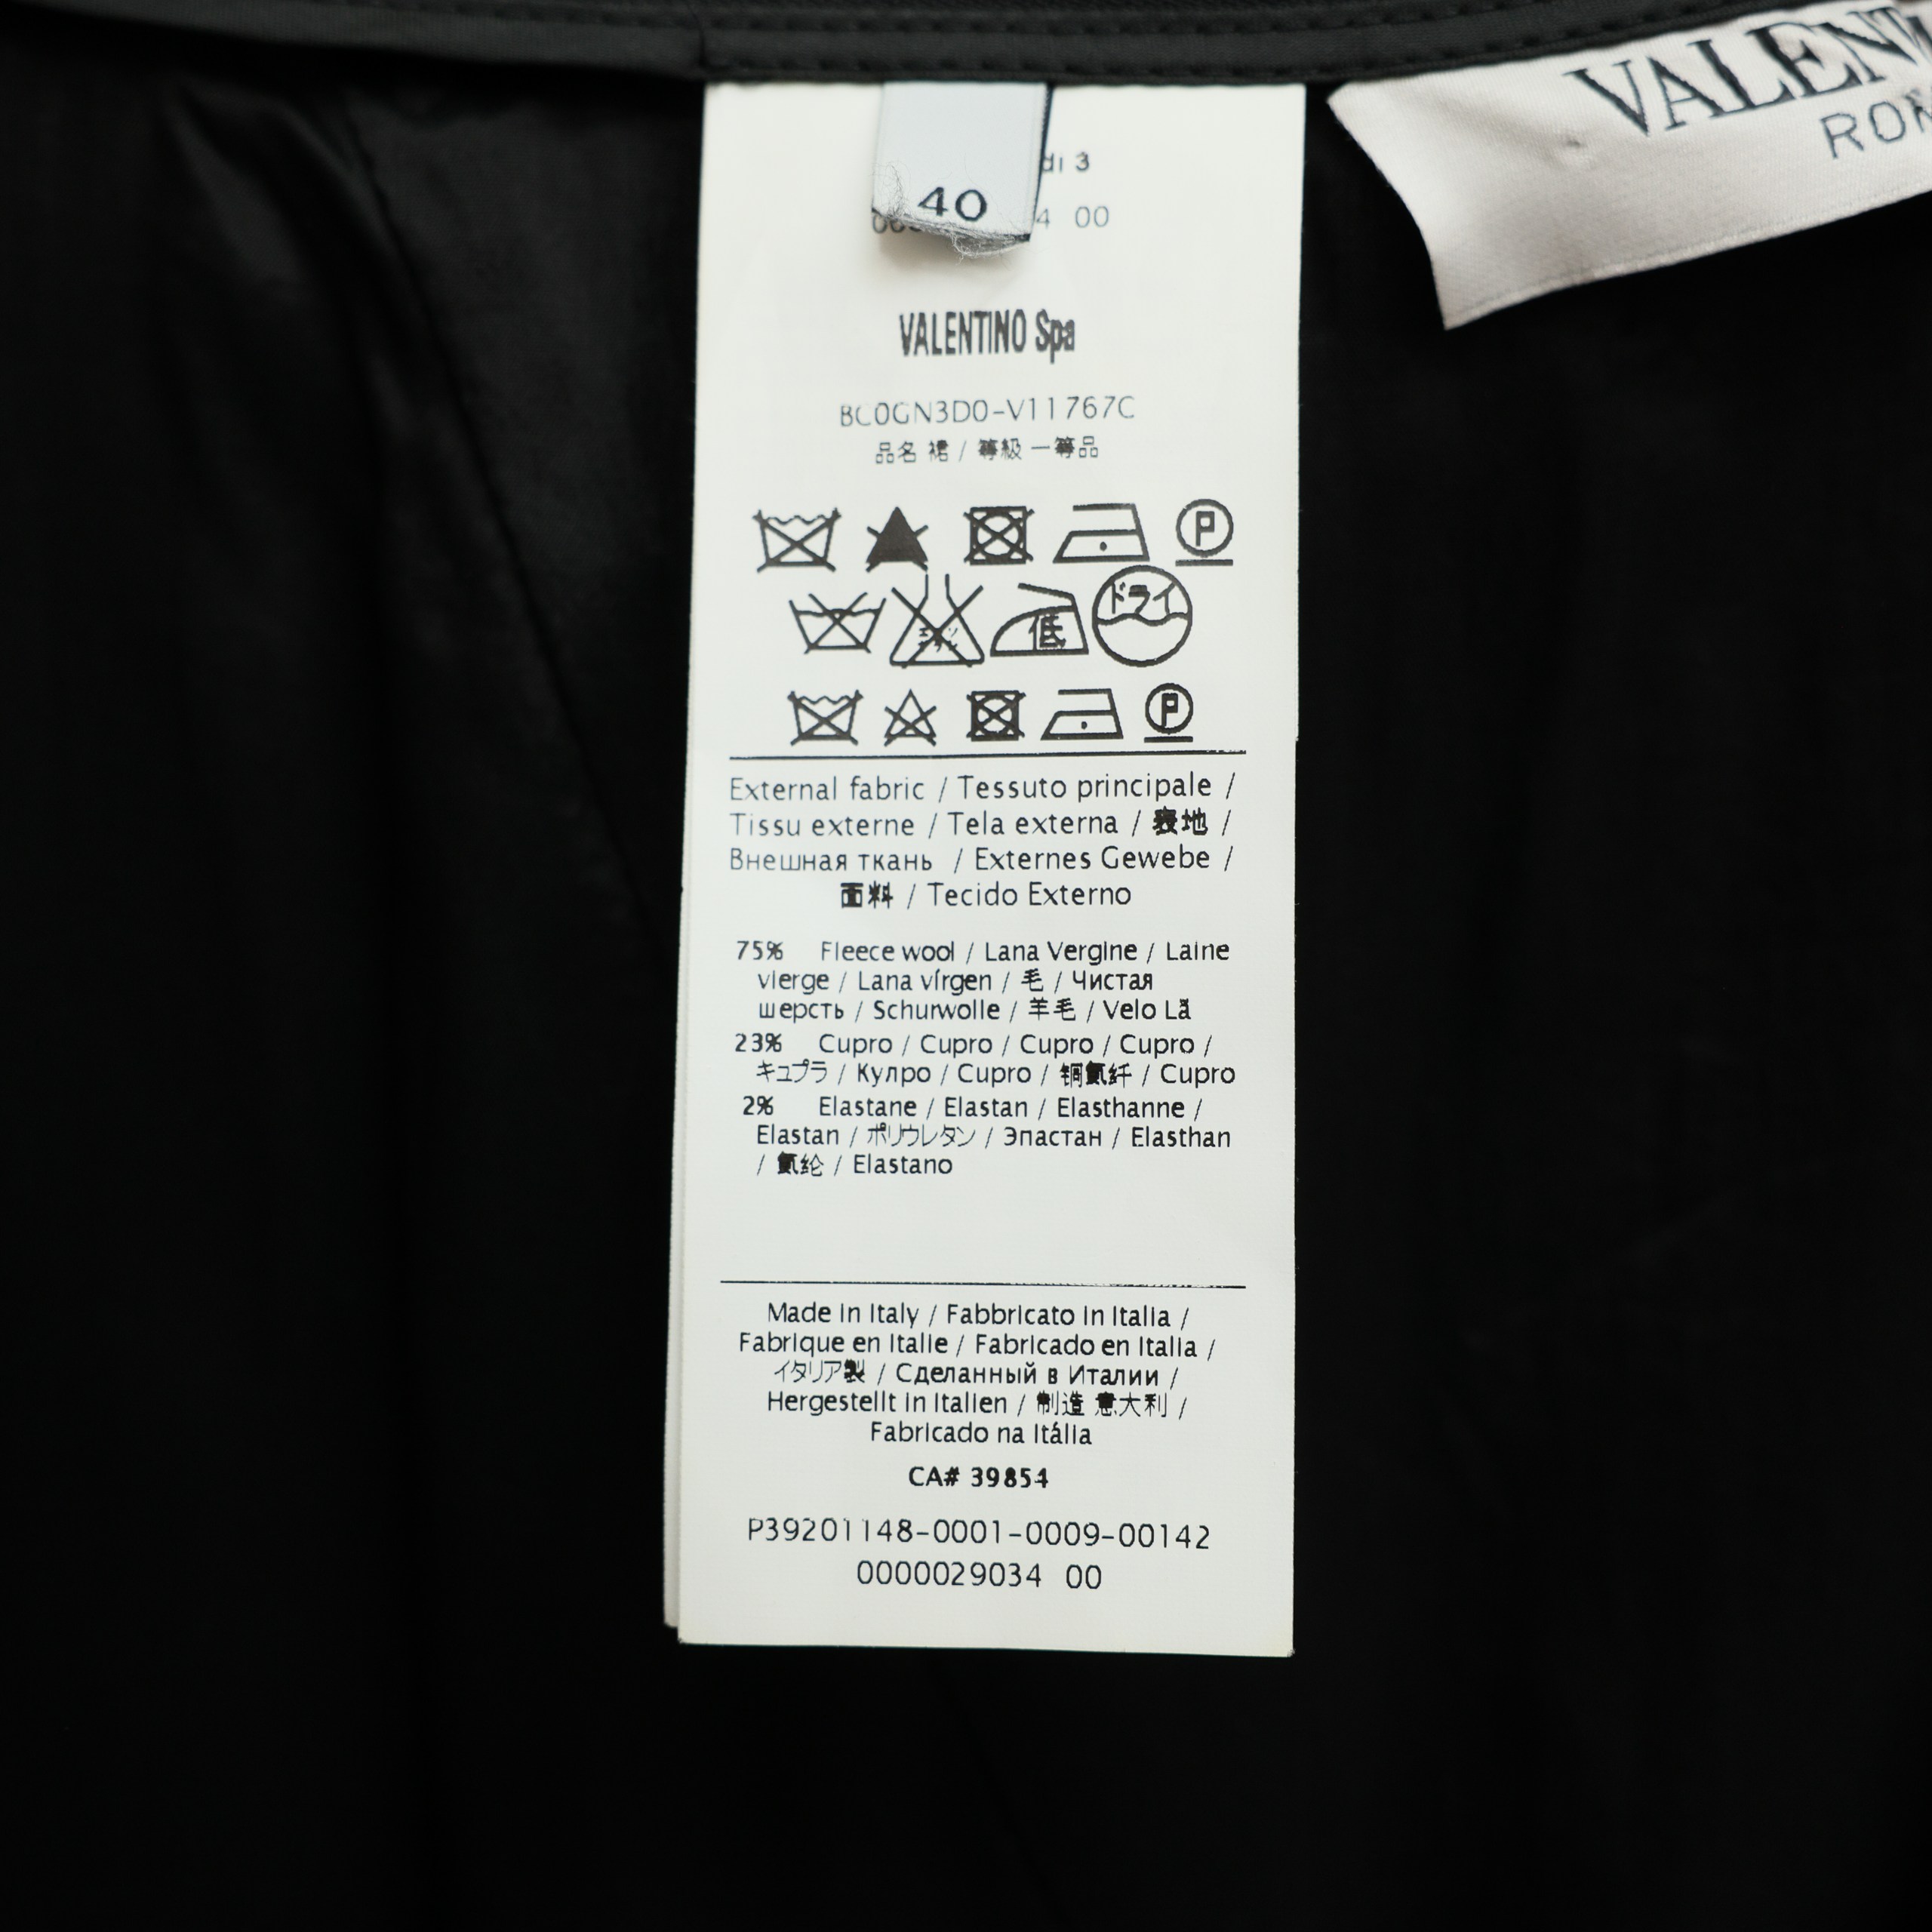 VALENT
ROM
di 3
40
4 00
VALENTINO Spa
BC0GN3D0-V11767C
品名 裙 / 等級 一等品
P
ドライ
低
P
External fabric / Tessuto principale /
Tissu externe / Tela externa / 表地 /
Внешная ткань / Externes Gewebe /
面料 / Tecido Externo
75% Fleece wool / Lana Vergine / Laine
vierge / Lana vírgen / 毛 / Чистая
шерсть / Schurwolle / 羊毛 / Velo Lã
23% Cupro / Cupro / Cupro / Cupro /
キュプラ / Купро / Cupro / 铜氨纤 / Cupro
2% Elastane / Elastan / Elasthanne /
Elastan / ポリウレタン / Эпастан / Elasthan
/ 氨纶 / Elastano
Made in Italy / Fabbricato in Italia /
Fabrique en Italie / Fabricado en Italia /
イタリア製 / Сделанный в Италии /
Hergestellt in Italien / 制造 意大利 /
Fabricado na Itália
CA# 39854
P39201148-0001-0009-00142
0000029034 00